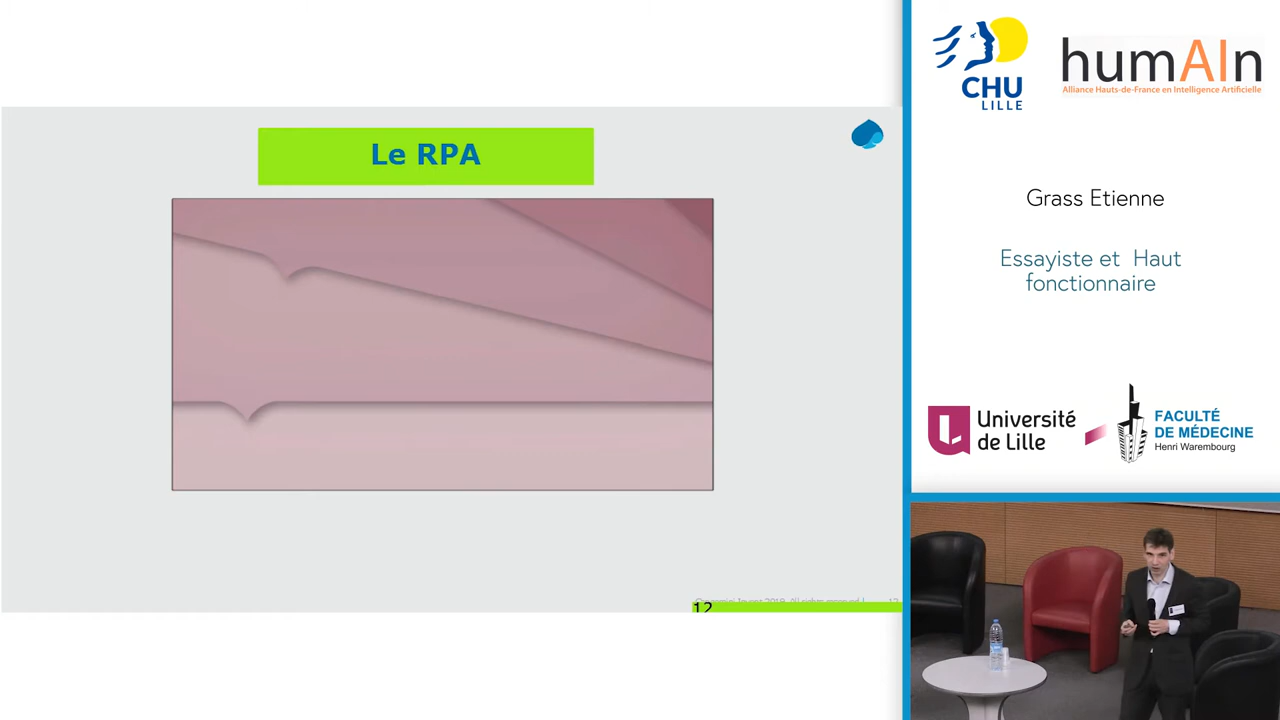 Le RPA
12
CHU
LILLE
humAIn
Alliance Hauts-de-France en Intelligence Artificielle
Grass Etienne
Essayiste et Haut
fonctionnaire
Université
de Lille
FACULTÉ
DE MÉDECINE
Henri Warembourg